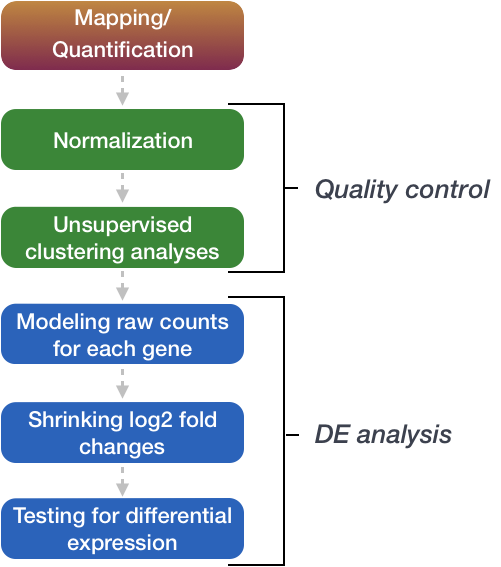 Mapping/
Quantification
Normalization
Quality control
Unsupervised
clustering analyses
Modeling raw counts
for each gene
Shrinking log2 fold
changes
DE analysis
Testing for differential
expression